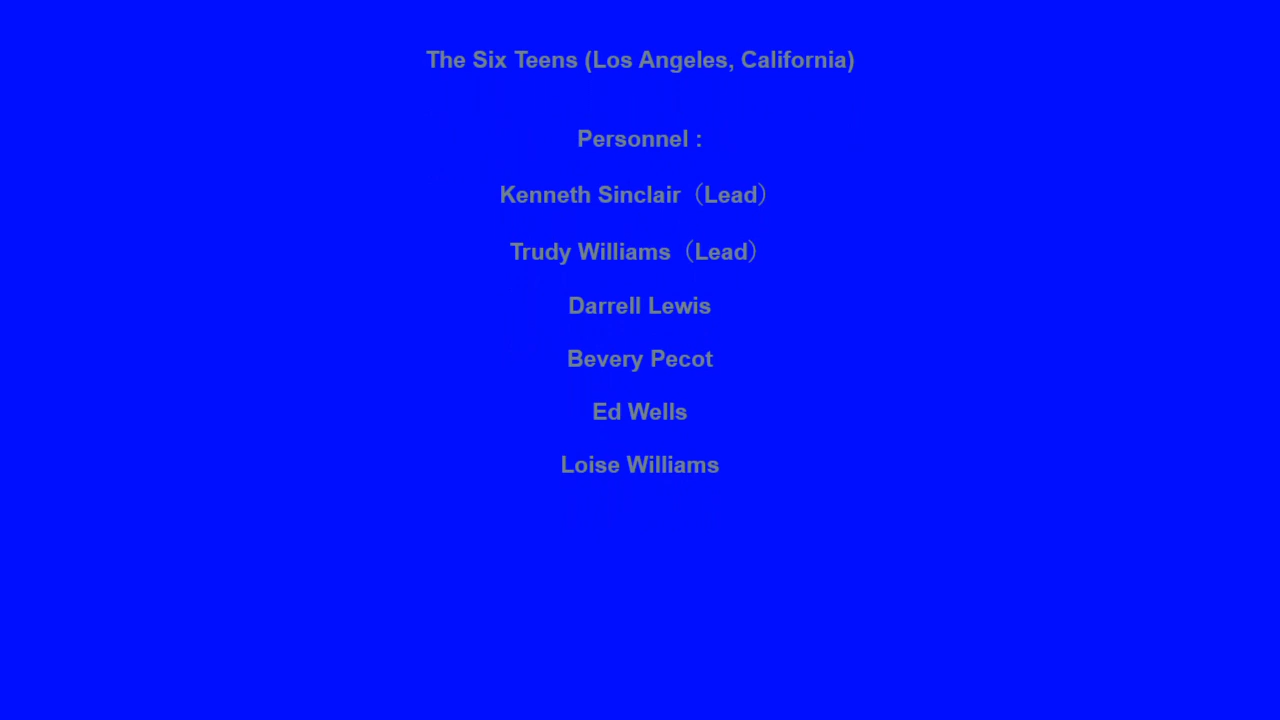 The Six Teens (Los Angeles, California)
Personnel :
Kenneth Sinclair（Lead）
Trudy Williams（Lead）
Darrell Lewis
Bevery Pecot
Ed Wells
Loise Williams